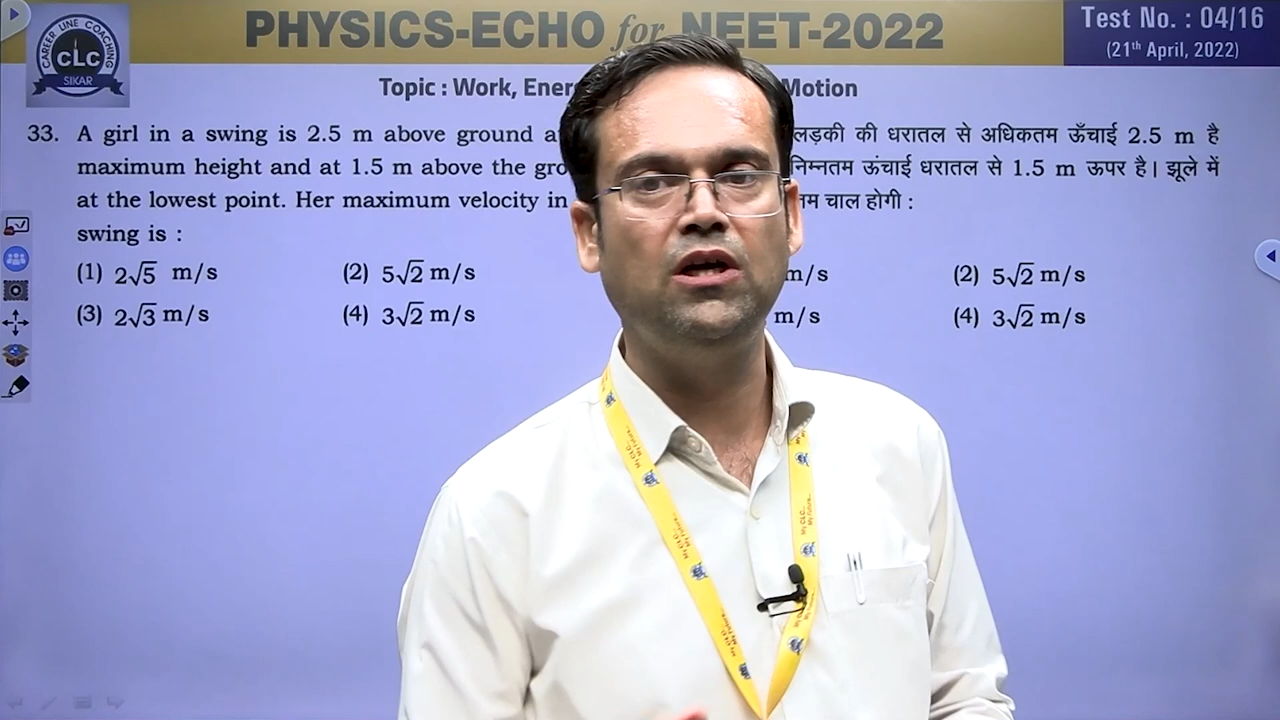 PHYSICS-ECHO for NEET-2022
Test No. : 04/16
(21th April, 2022)
CAREER LINE COACHING
CLC
SIKAR
Topic : Work, Motion
33. A girl in a swing is 2.5 m above ground
maximum height and at 1.5 m above the
at the lowest point. Her maximum velocity in
swing is :
(1) 2√5 m/s (2) 5√2 m/s
(3) 2√3 m/s (4) 3√2 m/s
लड़की की धरातल से अधिकतम ऊँचाई 2.5 m है
निम्नतम ऊंचाई धरातल से 1.5 m ऊपर है। झूले में
चाल होगी :
m/s (2) 5√2 m/s
m/s (4) 3√2 m/s